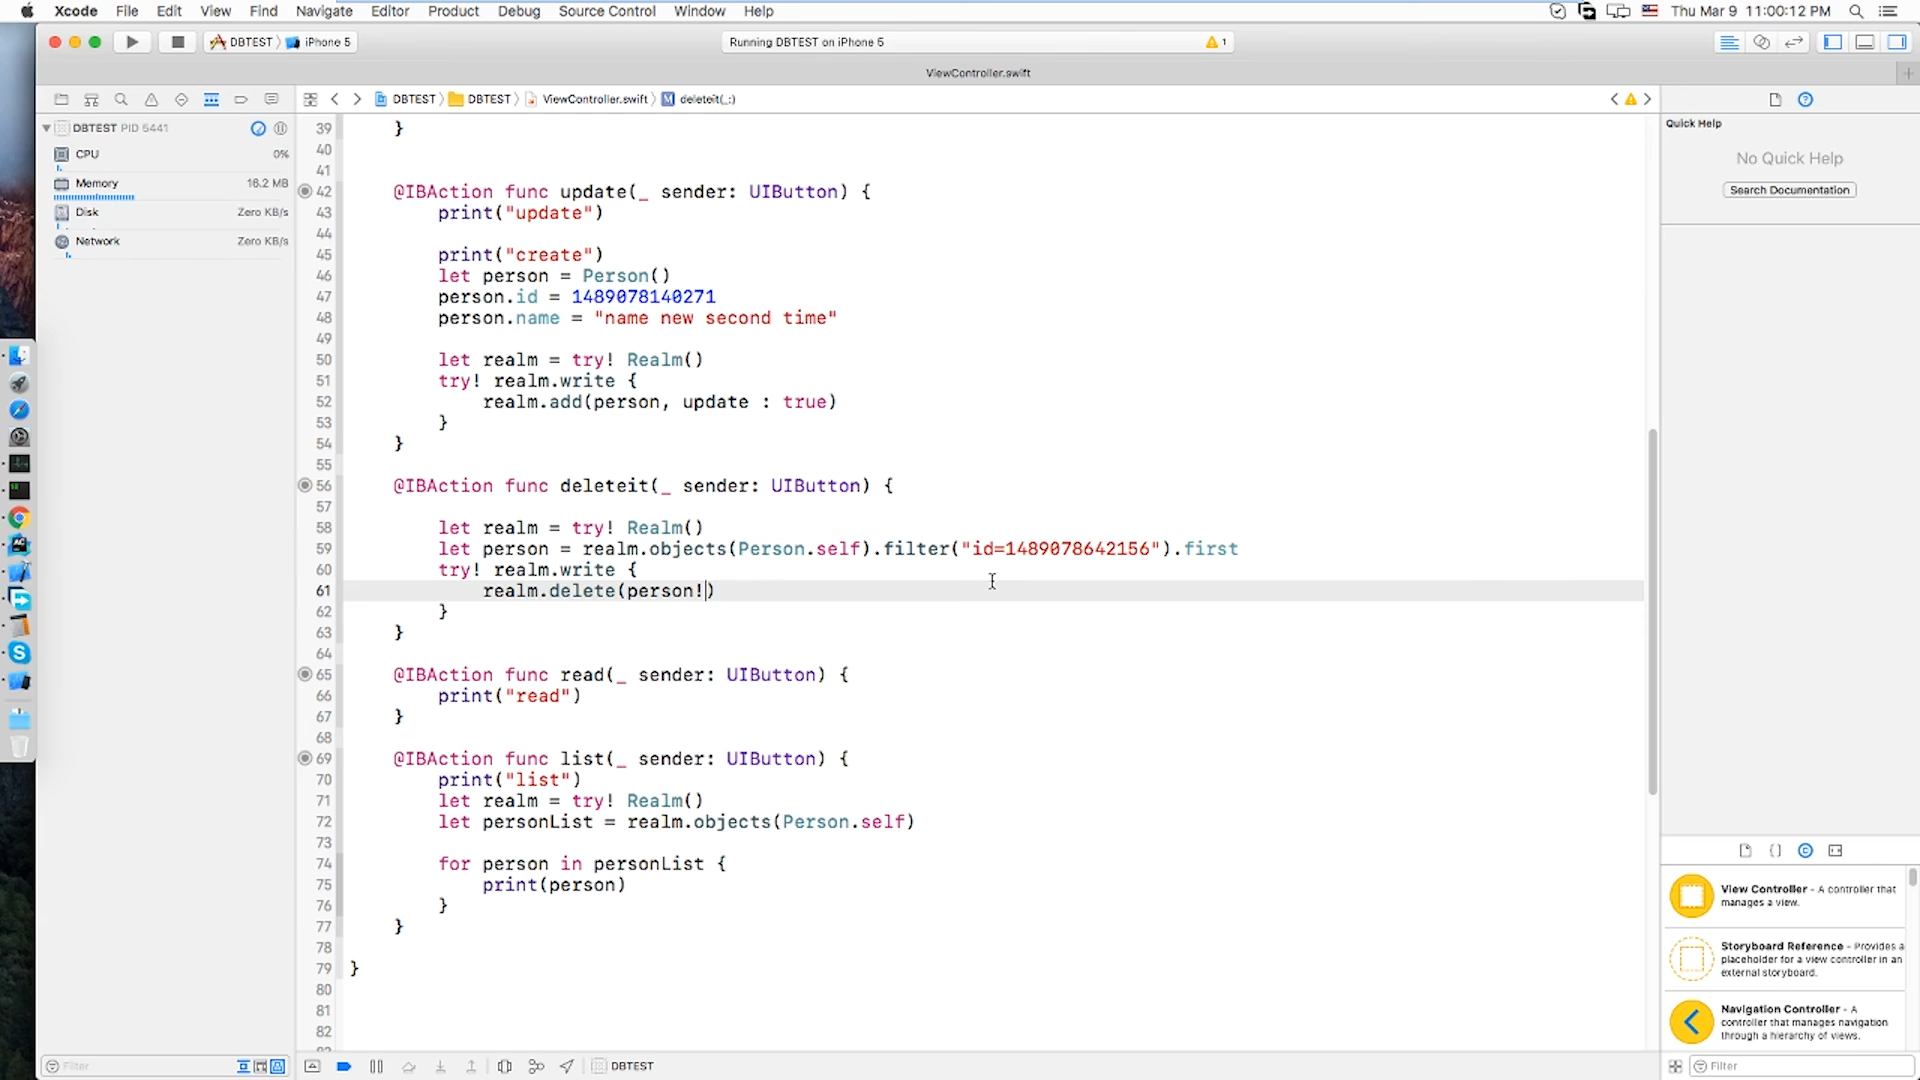 Xcode File Edit View Find Navigate Editor Product Debug Source Control Window Help Thu Mar 9 11:00:12 PM
DBTEST iPhone 5 Running DBTEST on iPhone 5 1
ViewController.swift
DBTEST DBTEST ViewController.swift M deleteit(_:)
DBTEST PID 5441
CPU 0%
Memory 16.2 MB
Disk Zero KB/s
Network Zero KB/s
39 }
40
41
42 @IBAction func update(_ sender: UIButton) {
43 print("update")
44
45 print("create")
46 let person = Person()
47 person.id = 1489078140271
48 person.name = "name new second time"
49
50 let realm = try! Realm()
51 try! realm.write {
52 realm.add(person, update : true)
53 }
54 }
55
56 @IBAction func deleteit(_ sender: UIButton) {
57
58 let realm = try! Realm()
59 let person = realm.objects(Person.self).filter("id=1489078642156").first
60 try! realm.write {
61 realm.delete(person!)
62 }
63 }
64
65 @IBAction func read(_ sender: UIButton) {
66 print("read")
67 }
68
69 @IBAction func list(_ sender: UIButton) {
70 print("list")
71 let realm = try! Realm()
72 let personList = realm.objects(Person.self)
73
74 for person in personList {
75 print(person)
76 }
77 }
78
79 }
80
81
82
Quick Help
No Quick Help
Search Documentation
{ }
View Controller - A controller that
manages a view.
Storyboard Reference - Provides a
placeholder for a view controller in an
external storyboard.
Navigation Controller - A
controller that manages navigation
through a hierarchy of views.
Filter
DBTEST
Filter